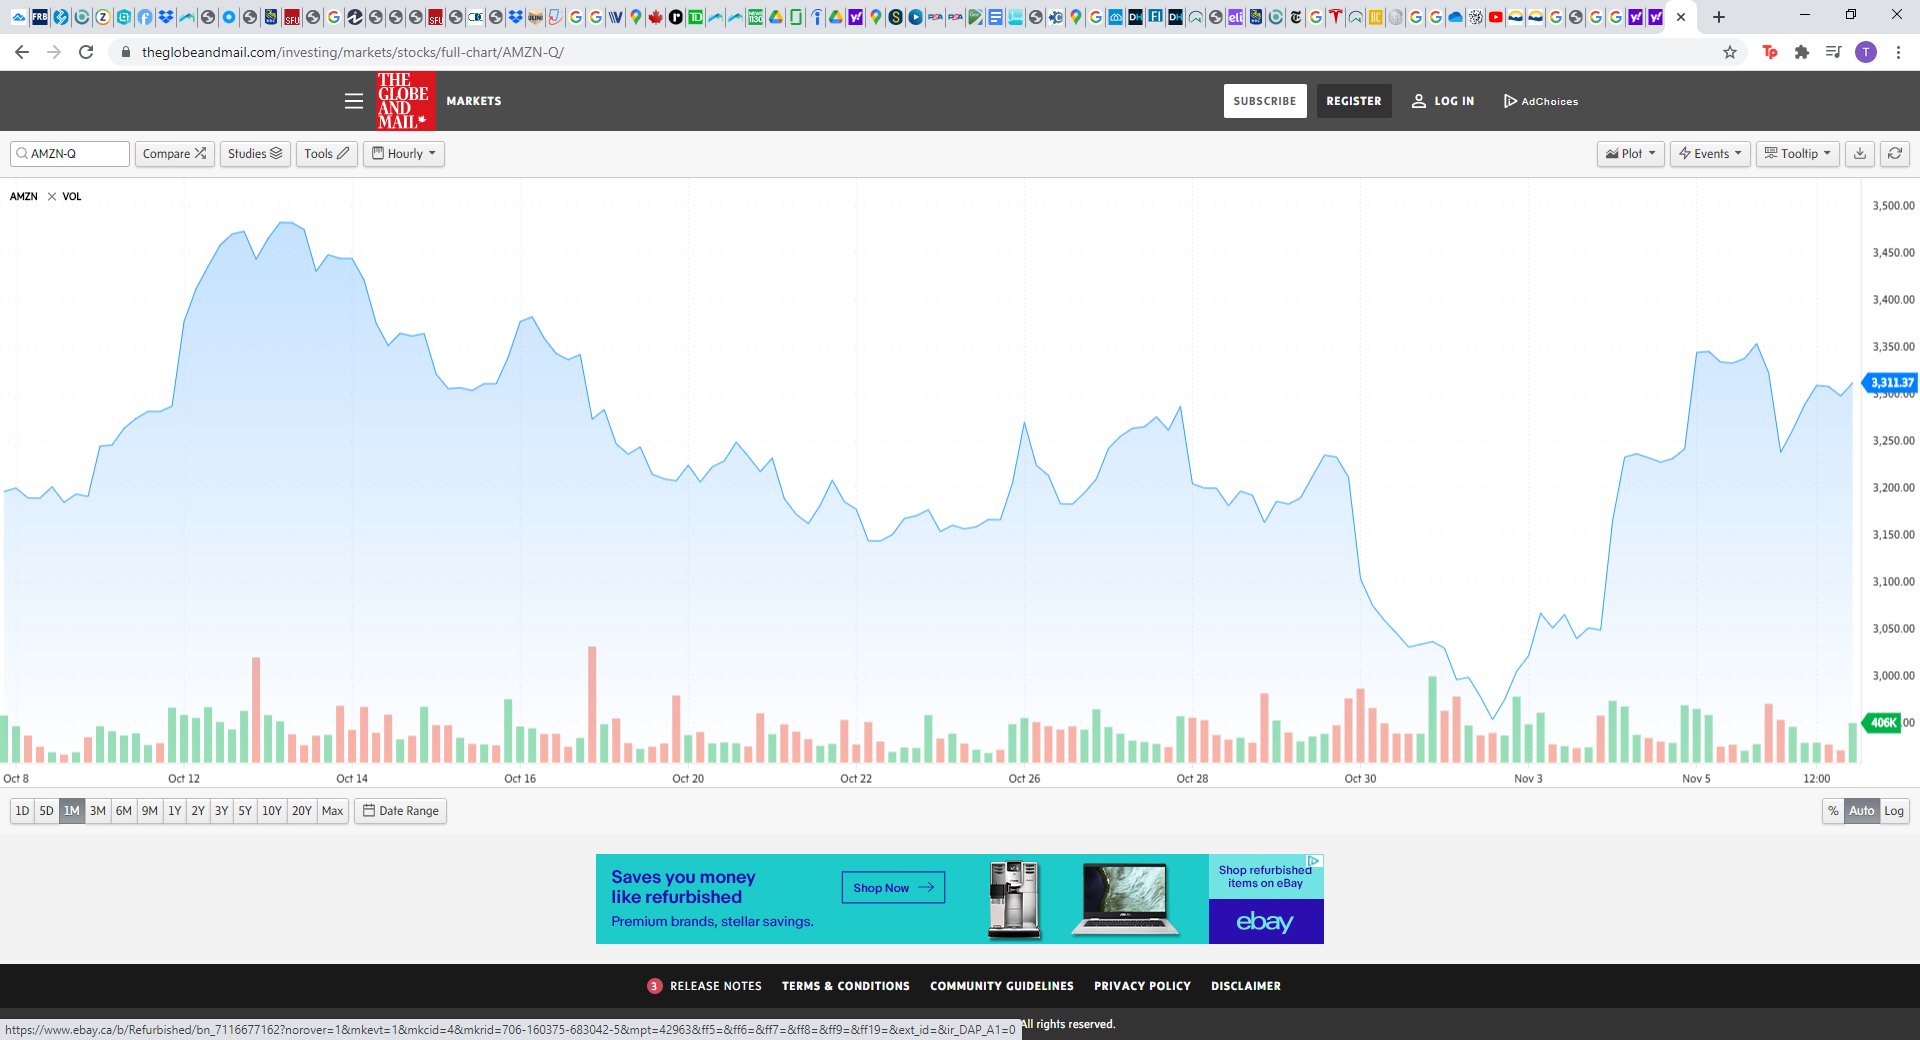 theglobeandmail.com/investing/markets/stocks/full-chart/AMZN-Q/
Tp
T
THE
GLOBE
AND
MAIL
MARKETS
SUBSCRIBE
REGISTER
LOG IN
AdChoices
AMZN-Q
Compare
Studies
Tools
Hourly
Plot
Events
Tooltip
AMZN
VOL
3,500.00
3,450.00
3,400.00
3,350.00
3,311.37
3,300.00
3,250.00
3,200.00
3,150.00
3,100.00
3,050.00
3,000.00
406K
00
Oct 8
Oct 12
Oct 14
Oct 16
Oct 20
Oct 22
Oct 26
Oct 28
Oct 30
Nov 3
Nov 5
12:00
1D 5D 1M 3M 6M 9M 1Y 2Y 3Y 5Y 10Y 20Y Max
Date Range
% Auto Log
Saves you money
like refurbished
Premium brands, stellar savings.
Shop Now
Shop refurbished
items on eBay
ebay
3 RELEASE NOTES
TERMS & CONDITIONS
COMMUNITY GUIDELINES
PRIVACY POLICY
DISCLAIMER
https://www.ebay.ca/b/Refurbished/bn_7116677162?norover=1&mkevt=1&mkcid=4&mkrid=706-160375-683042-5&mpt=42963&ff5=&ff6=&ff7=&ff8=&ff9=&ff19=&ext_id=&ir_DAP_A1=0
All rights reserved.